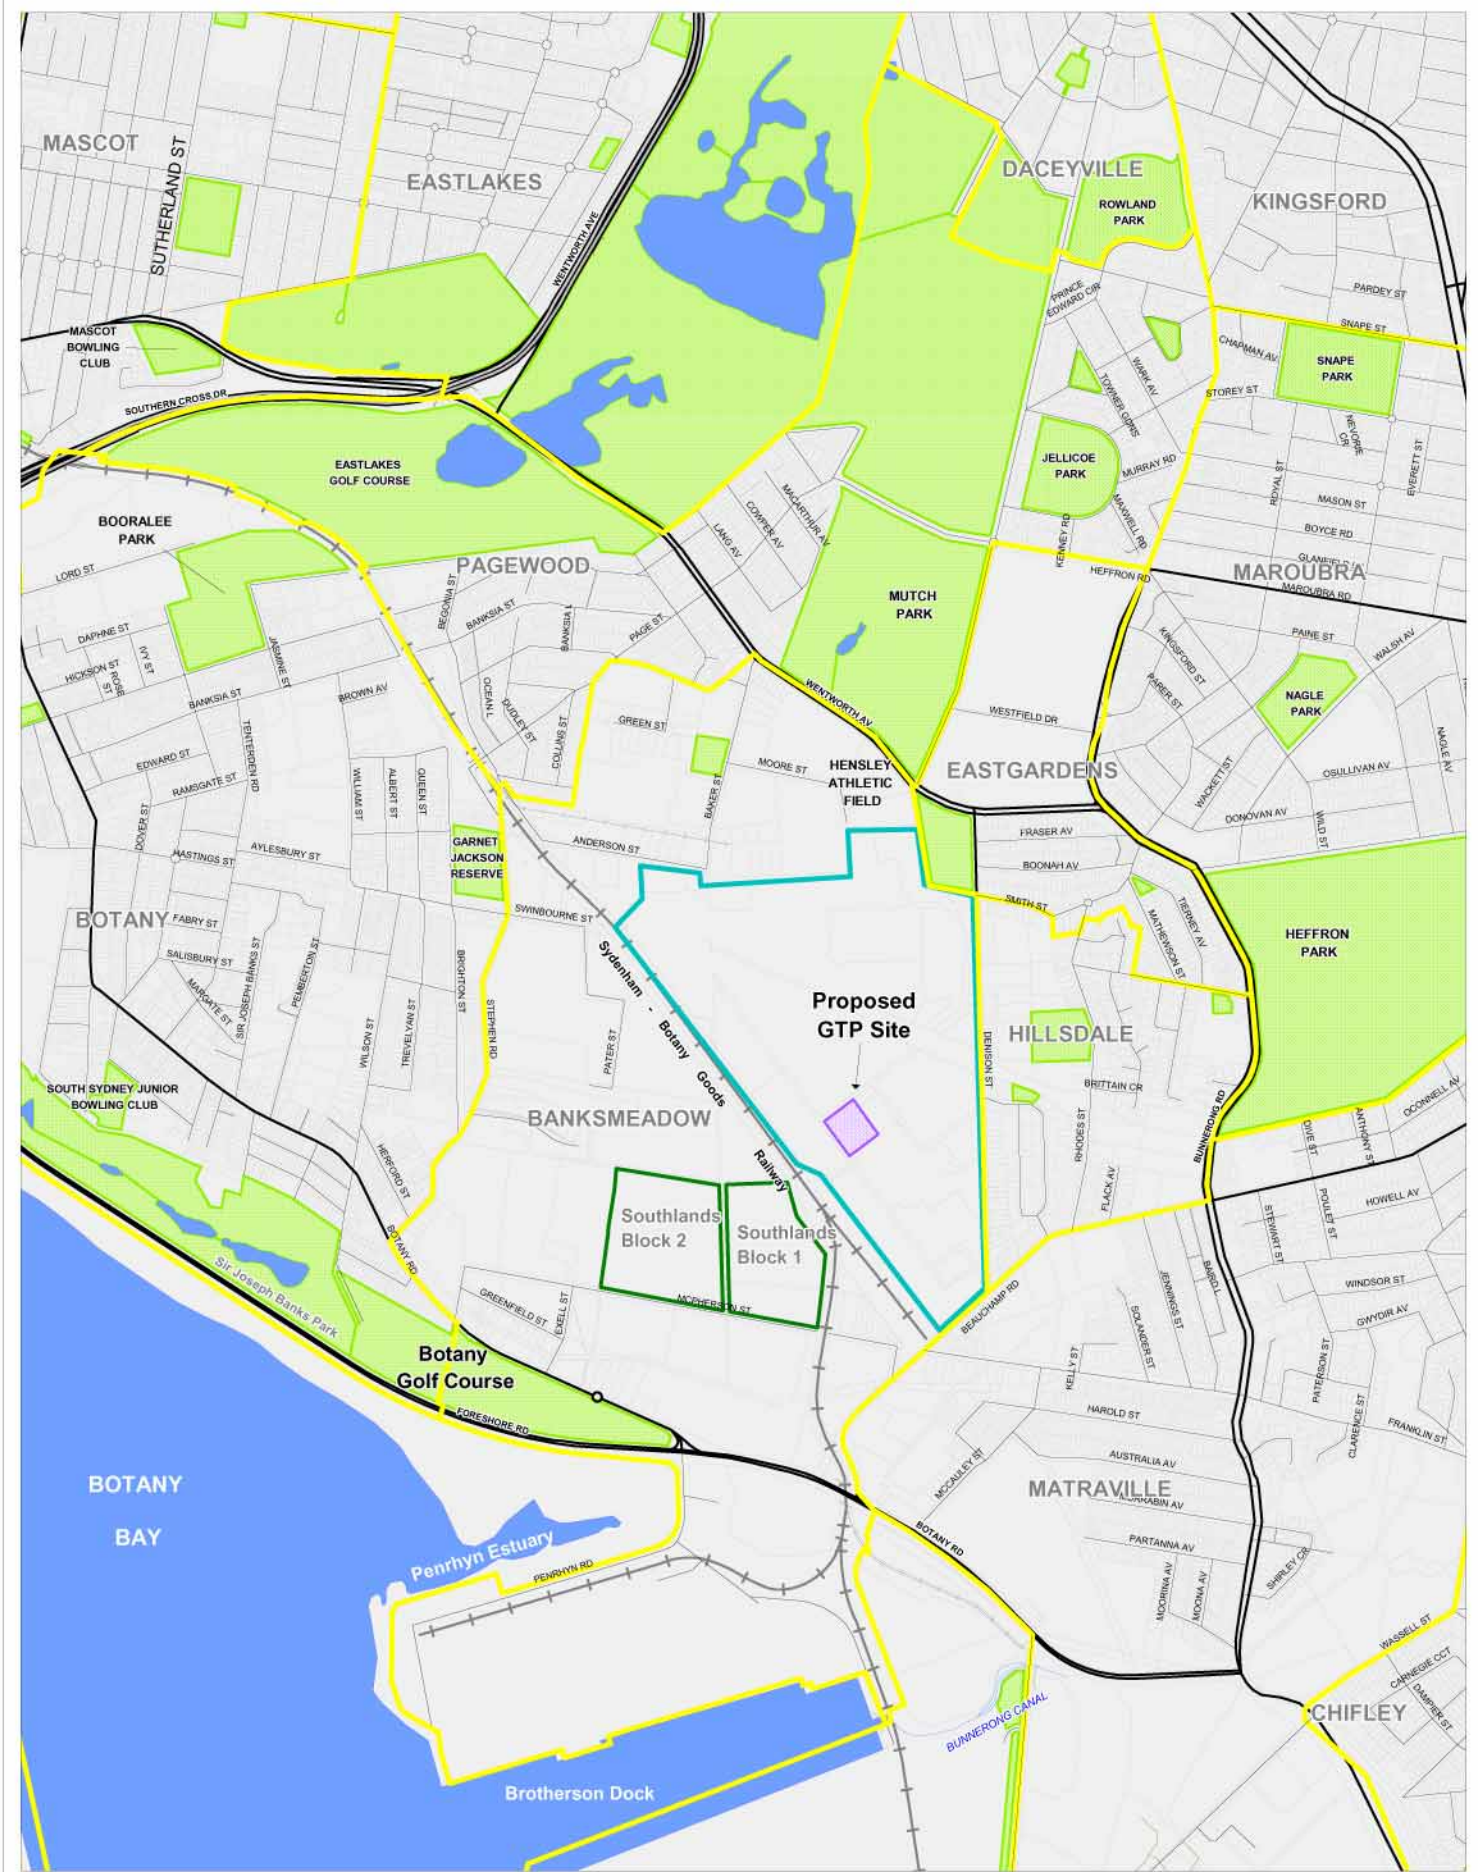 MASCOT
SUTHERLAND ST
EASTLAKES
WENTWORTH AVE
DACEYVILLE
ROWLAND
PARK
KINGSFORD
PRINCE
EDWARD CIR
PARDEY ST
SNAPE ST
MASCOT
BOWLING
CLUB
CHAPMAN AV
SNAPE
PARK
WARK AV
TOWNER GDNS
STOREY ST
SOUTHERN CROSS DR
NEVORIE
CR
EVERETT ST
EASTLAKES
GOLF COURSE
JELLICOE
PARK
MURRAY RD
ROYAL ST
MASON ST
MACARTHUR AV
COWPER AV
LANG AV
MAXWELL RD
KENNEY RD
BOYCE RD
BOORALEE
PARK
LORD ST
PAGEWOOD
HEFFRON RD
MAROUBRA
MAROUBRA RD
MUTCH
PARK
BEGONIA ST
BANKSIA ST
BANKSIA L
PAGE ST
DAPHNE ST
IVY ST
HICKSON ST
ROSE
ST
JASMINE ST
PAINE ST
WALSH AV
KINGSFORD ST
PARER ST
NAGLE
PARK
BANKSIA ST
BROWN AV
OCEAN L
DUDLEY ST
COLLINS ST
GREEN ST
WENTWORTH AV
WESTFIELD DR
NAGLE AV
TENTERDEN RD
EDWARD ST
RAMSGATE ST
WILLIAM ST
ALBERT ST
QUEEN ST
MOORE ST
HENSLEY
ATHLETIC
FIELD
EASTGARDENS
WACKETT ST
OSULLIVAN AV
BAKER ST
DONOVAN AV
WILD ST
DOVER ST
HASTINGS ST
AYLESBURY ST
GARNET
JACKSON
RESERVE
ANDERSON ST
FRASER AV
BOONAH AV
BOTANY
FABRY ST
SWINBOURNE ST
SMITH ST
TIERNEY AV
MATHEWSON ST
HEFFRON
PARK
SALISBURY ST
MARGATE ST
SIR JOSEPH BANKS ST
PEMBERTON ST
BRIGHTON ST
STEPHEN RD
WILSON ST
TREVELYAN ST
PATER ST
Sydenham - Botany Goods Railway
Proposed
GTP Site
DENISON ST
HILLSDALE
BRITTAIN CR
SOUTH SYDNEY JUNIOR
BOWLING CLUB
BANKSMEADOW
RHODES ST
BUNNERONG RD
DIVE ST
ANTHONY ST
OCONNELL AV
HERFORD ST
FLACK AV
HOWELL AV
POULET ST
STEWART ST
Southlands
Block 2
Southlands
Block 1
BOTANY RD
Sir Joseph Banks Park
MCPHERSON ST
GREENFIELD ST
EXELL ST
BEAUCHAMP RD
BAIRD L
JENNINGS ST
SOLANDER ST
WINDSOR ST
GWYDIR AV
Botany
Golf Course
FORESHORE RD
KELLY ST
PATERSON ST
CLARENCE ST
FRANKLIN ST
HAROLD ST
MCCAULEY ST
AUSTRALIA AV
MATRAVILLE
BOTANY
BAY
Penrhyn Estuary
PENRHYN RD
BOTANY RD
PARTANNA AV
MOORINA AV
MOONA AV
SHIRLEY CR
WASSELL ST
CARNEGIE CCT
DAMPIER ST
CHIFLEY
BUNNERONG CANAL
Brotherson Dock